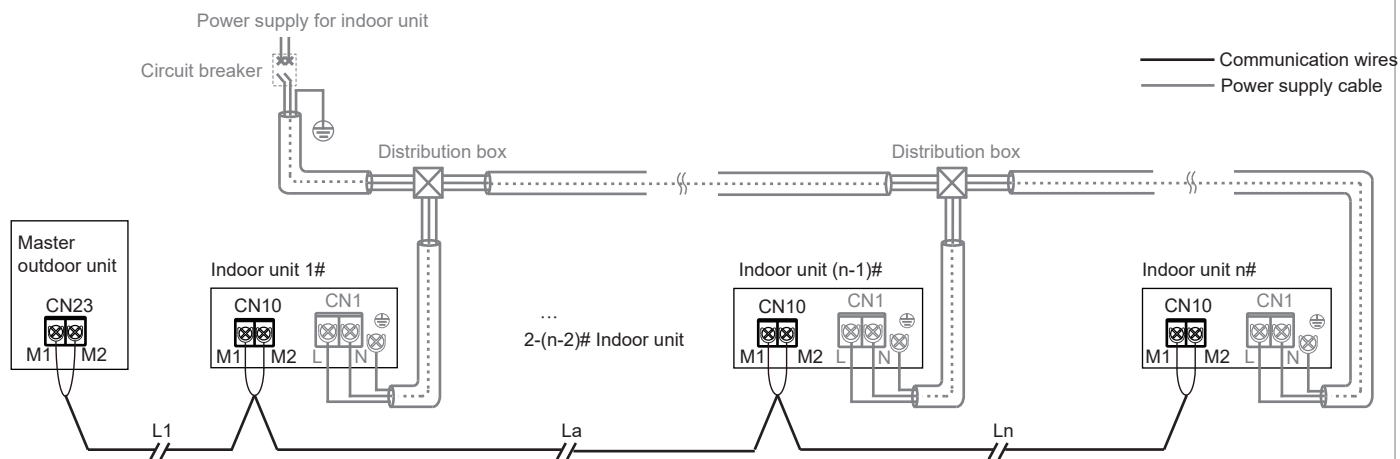 Power supply for indoor unit
Circuit breaker
Communication wires
Power supply cable
Distribution box
Distribution box
Master
outdoor unit
CN23
M1 M2
Indoor unit 1#
CN10
CN1
M1 M2 L N
...
2-(n-2)# Indoor unit
Indoor unit (n-1)#
CN10
CN1
M1 M2 L N
Indoor unit n#
CN10
CN1
M1 M2 L N
L1
La
Ln